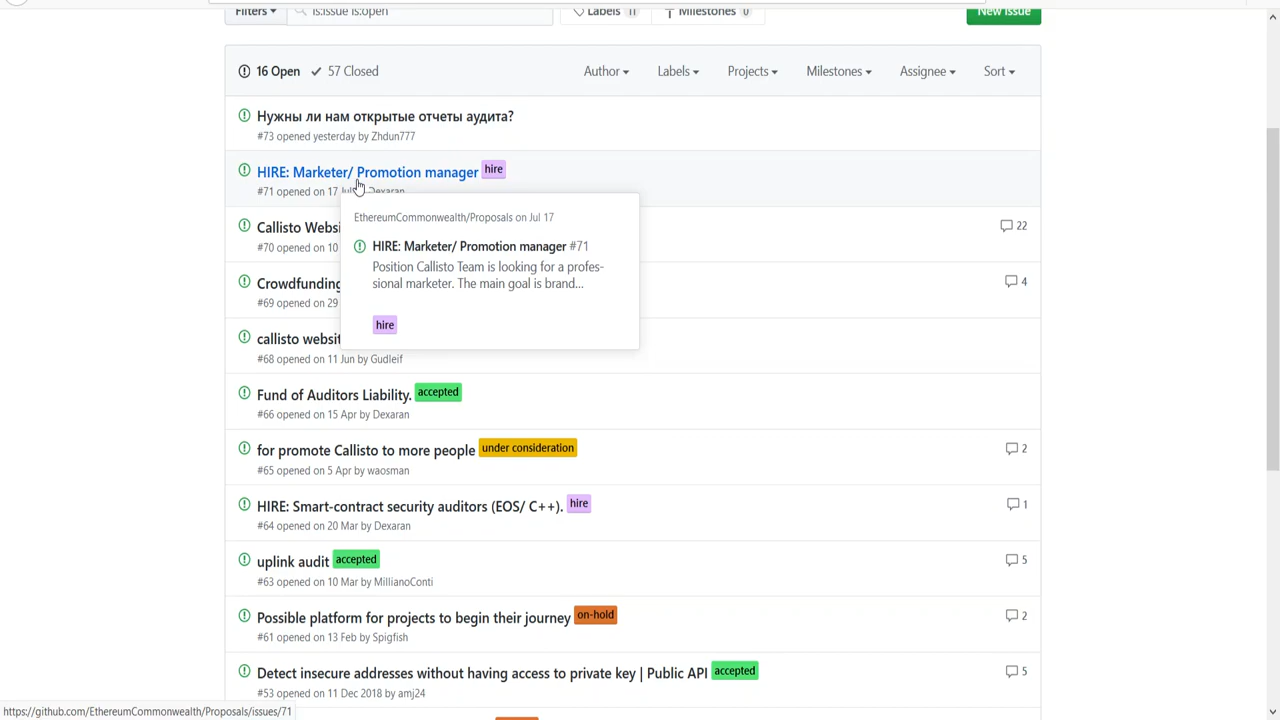 Filters
is:issue is:open
Labels 11
Milestones 0
New issue
16 Open
57 Closed
Author
Labels
Projects
Milestones
Assignee
Sort
Нужны ли нам открытые отчеты аудита?
#73 opened yesterday by Zhdun777
HIRE: Marketer/ Promotion manager hire
#71 opened on 17 Jul by Dexaran
EthereumCommonwealth/Proposals on Jul 17
HIRE: Marketer/ Promotion manager #71
Position Callisto Team is looking for a profes-
sional marketer. The main goal is brand...
hire
Callisto Websi
22
#70 opened on 10
Crowdfunding
4
#69 opened on 29
callisto websit
#68 opened on 11 Jun by Gudleif
Fund of Auditors Liability. accepted
#66 opened on 15 Apr by Dexaran
for promote Callisto to more people under consideration
2
#65 opened on 5 Apr by waosman
HIRE: Smart-contract security auditors (EOS/ C++). hire
1
#64 opened on 20 Mar by Dexaran
uplink audit accepted
5
#63 opened on 10 Mar by MillianoConti
Possible platform for projects to begin their journey on-hold
2
#61 opened on 13 Feb by Spigfish
Detect insecure addresses without having access to private key | Public API accepted
5
#53 opened on 11 Dec 2018 by amj24
https://github.com/EthereumCommonwealth/Proposals/issues/71